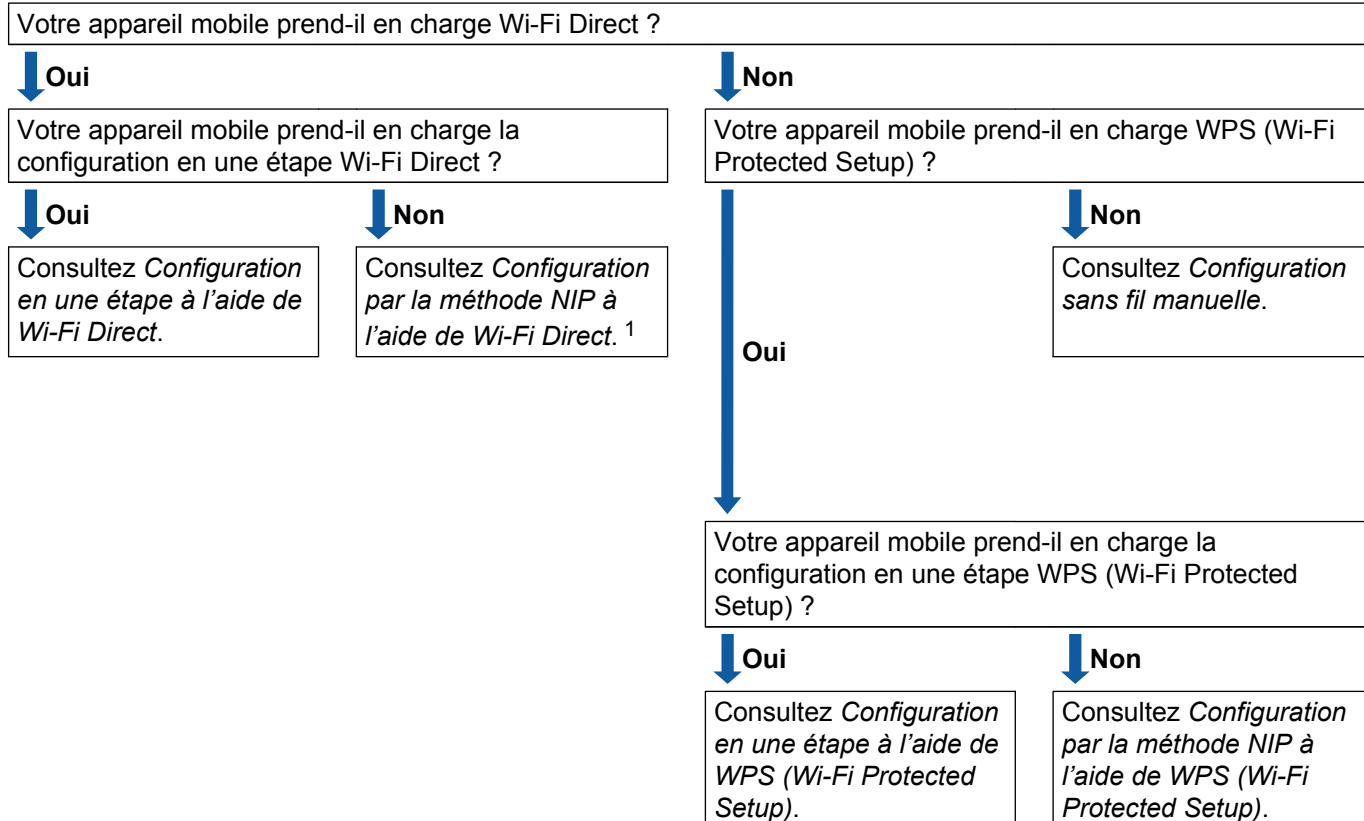 Votre appareil mobile prend-il en charge Wi-Fi Direct ?
Oui
Non
Votre appareil mobile prend-il en charge la
configuration en une étape Wi-Fi Direct ?
Votre appareil mobile prend-il en charge WPS (Wi-Fi
Protected Setup) ?
Oui
Non
Non
Consultez Configuration
en une étape à l’aide de
Wi-Fi Direct.
Consultez Configuration
par la méthode NIP à
l’aide de Wi-Fi Direct. 1
Consultez Configuration
sans fil manuelle.
Oui
Votre appareil mobile prend-il en charge la
configuration en une étape WPS (Wi-Fi Protected
Setup) ?
Oui
Non
Consultez Configuration
en une étape à l’aide de
WPS (Wi-Fi Protected
Setup).
Consultez Configuration
par la méthode NIP à
l’aide de WPS (Wi-Fi
Protected Setup).